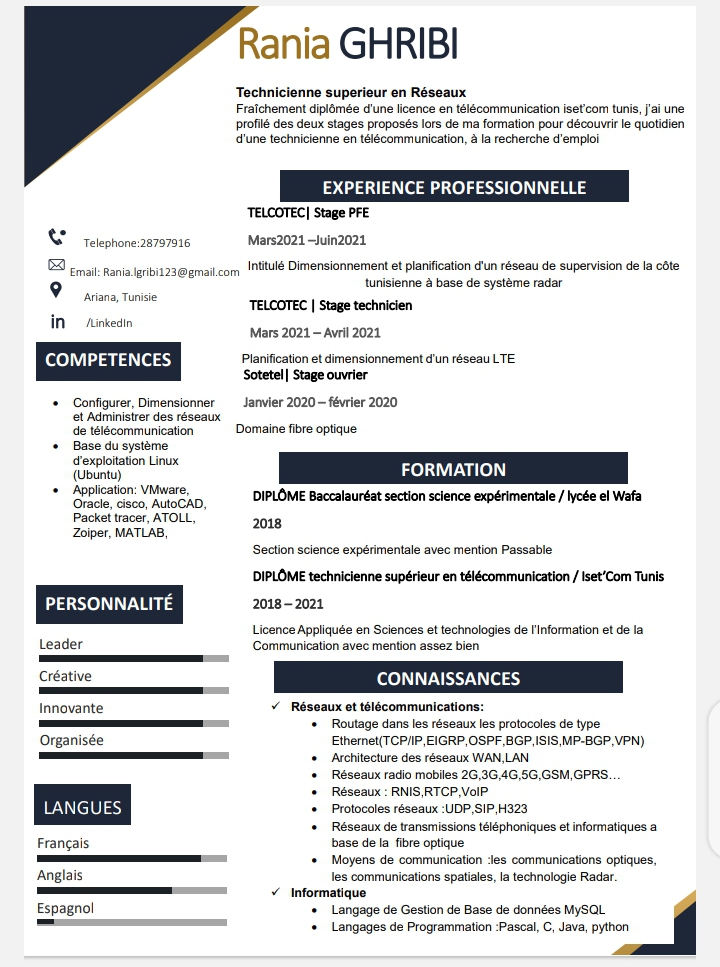 Rania GHRIBI
Technicienne superieur en Réseaux
Fraîchement diplômée d'une licence en télécommunication iset'com tunis, j'ai une
profilé des deux stages proposés lors de ma formation pour découvrir le quotidien
d'une technicienne en télécommunication, à la recherche d'emploi
Telephone:28797916
Email: Rania.lgribi123@gmail.com
Ariana, Tunisie
in /LinkedIn
COMPETENCES
• Configurer, Dimensionner
et Administrer des réseaux
de télécommunication
• Base du système
d'exploitation Linux
(Ubuntu)
• Application: VMware,
Oracle, cisco, AutoCAD,
Packet tracer, ATOLL,
Zoiper, MATLAB,
PERSONNALITÉ
Leader
Créative
Innovante
Organisée
LANGUES
Français
Anglais
Espagnol
EXPERIENCE PROFESSIONNELLE
TELCOTEC| Stage PFE
Mars2021 –Juin2021
Intitulé Dimensionnement et planification d'un réseau de supervision de la côte
tunisienne à base de système radar
TELCOTEC | Stage technicien
Mars 2021 – Avril 2021
Planification et dimensionnement d'un réseau LTE
Sotetel| Stage ouvrier
Janvier 2020 – février 2020
Domaine fibre optique
FORMATION
DIPLÔME Baccalauréat section science expérimentale / lycée el Wafa
2018
Section science expérimentale avec mention Passable
DIPLÔME technicienne supérieur en télécommunication / Iset'Com Tunis
2018 – 2021
Licence Appliquée en Sciences et technologies de l'Information et de la
Communication avec mention assez bien
CONNAISSANCES
✓ Réseaux et télécommunications:
• Routage dans les réseaux les protocoles de type
Ethernet(TCP/IP,EIGRP,OSPF,BGP,ISIS,MP-BGP,VPN)
• Architecture des réseaux WAN,LAN
• Réseaux radio mobiles 2G,3G,4G,5G,GSM,GPRS…
• Réseaux : RNIS,RTCP,VoIP
• Protocoles réseaux :UDP,SIP,H323
• Réseaux de transmissions téléphoniques et informatiques a
base de la fibre optique
• Moyens de communication :les communications optiques,
les communications spatiales, la technologie Radar.
✓ Informatique
• Langage de Gestion de Base de données MySQL
• Langages de Programmation :Pascal, C, Java, python